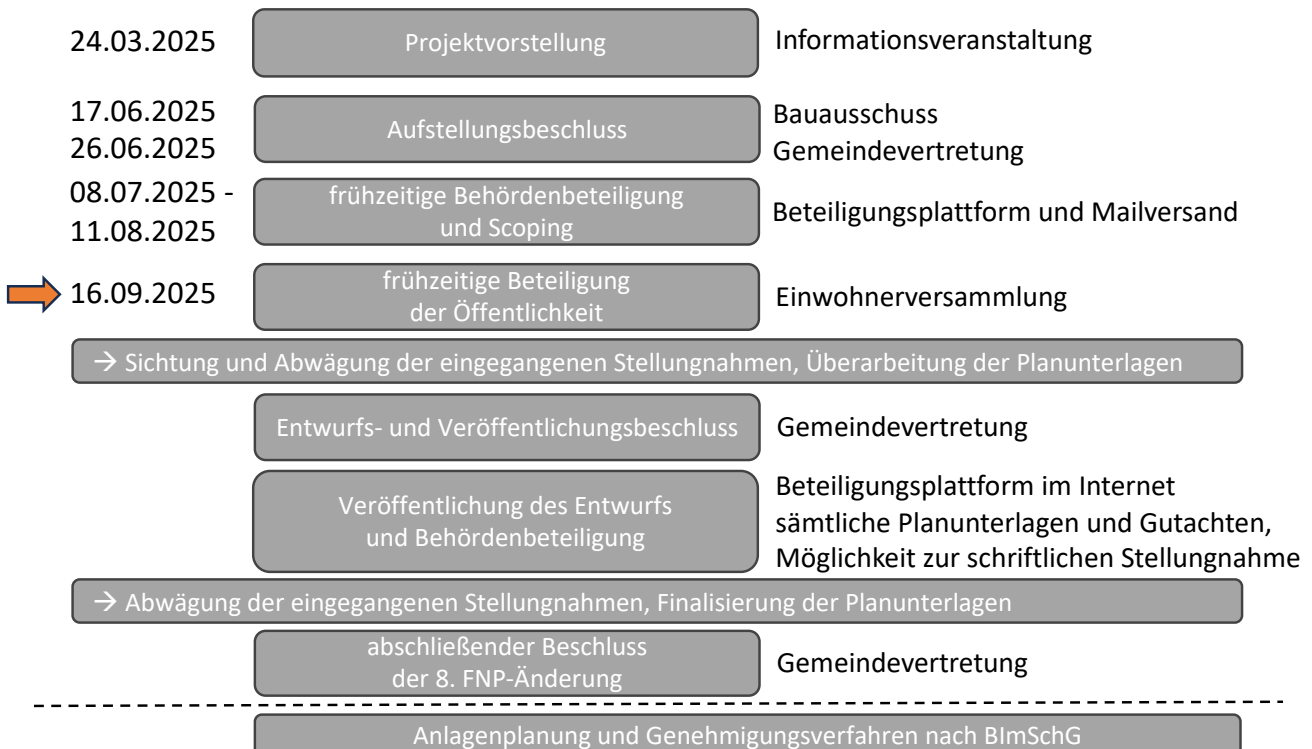 24.03.2025 Projektvorstellung Informationsveranstaltung
17.06.2025
26.06.2025
Aufstellungsbeschluss
Bauausschuss
Gemeindevertretung
08.07.2025 -
11.08.2025
frühzeitige Behördenbeteiligung
und Scoping
Beteiligungsplattform und Mailversand
16.09.2025
frühzeitige Beteiligung
der Öffentlichkeit
Einwohnerversammlung
→ Sichtung und Abwägung der eingegangenen Stellungnahmen, Überarbeitung der Planunterlagen
Entwurfs- und Veröffentlichungsbeschluss Gemeindevertretung
Veröffentlichung des Entwurfs
und Behördenbeteiligung
Beteiligungsplattform im Internet
sämtliche Planunterlagen und Gutachten,
Möglichkeit zur schriftlichen Stellungnahme
→ Abwägung der eingegangenen Stellungnahmen, Finalisierung der Planunterlagen
abschließender Beschluss
der 8. FNP-Änderung
Gemeindevertretung
Anlagenplanung und Genehmigungsverfahren nach BImSchG